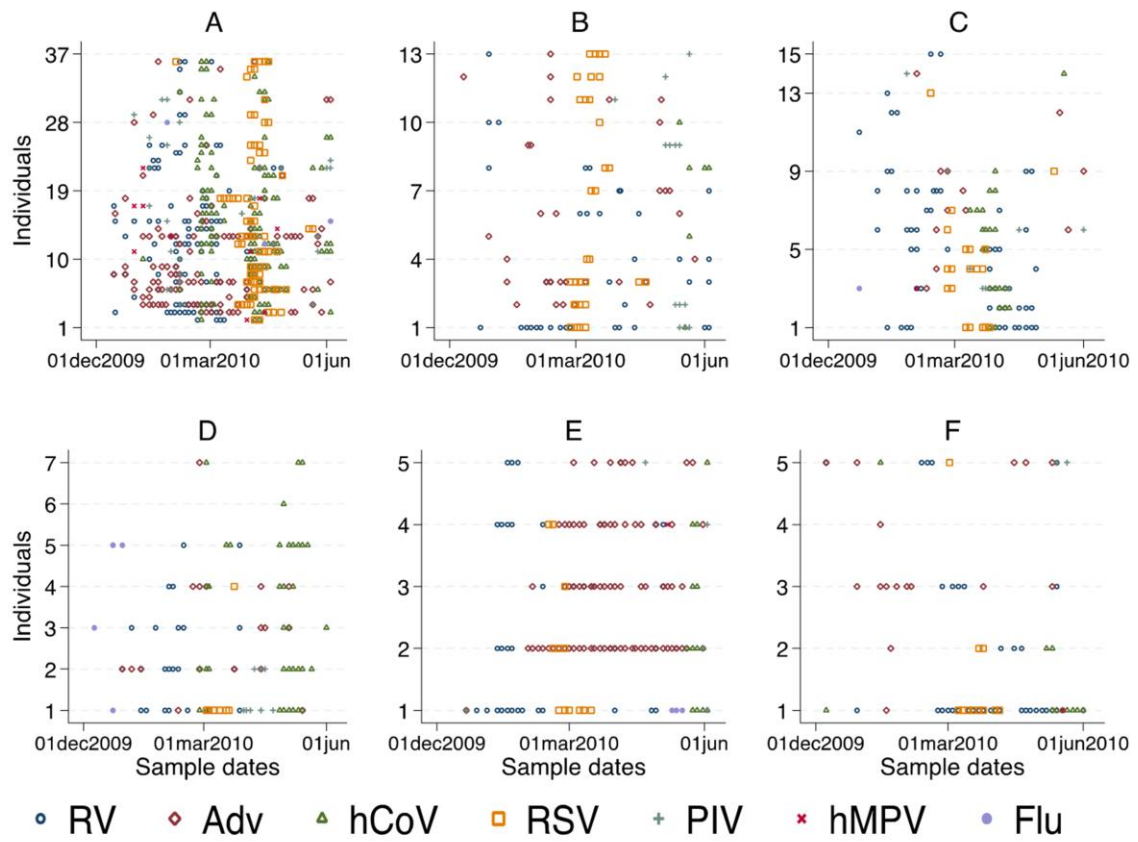 A B C
Individuals
37
28
19
10
1
01dec2009 01mar2010 01jun
13
10
7
4
1
01dec2009 01mar2010 01jun
15
13
9
5
1
01dec2009 01mar2010 01jun2010
D E F
Individuals
7
6
5
4
3
2
1
01dec2009 01mar2010 01jun
Sample dates
5
4
3
2
1
01dec2009 01mar2010 01jun
Sample dates
5
4
3
2
1
01dec2009 01mar2010 01jun2010
Sample dates
RV Adv hCoV RSV PIV hMPV Flu